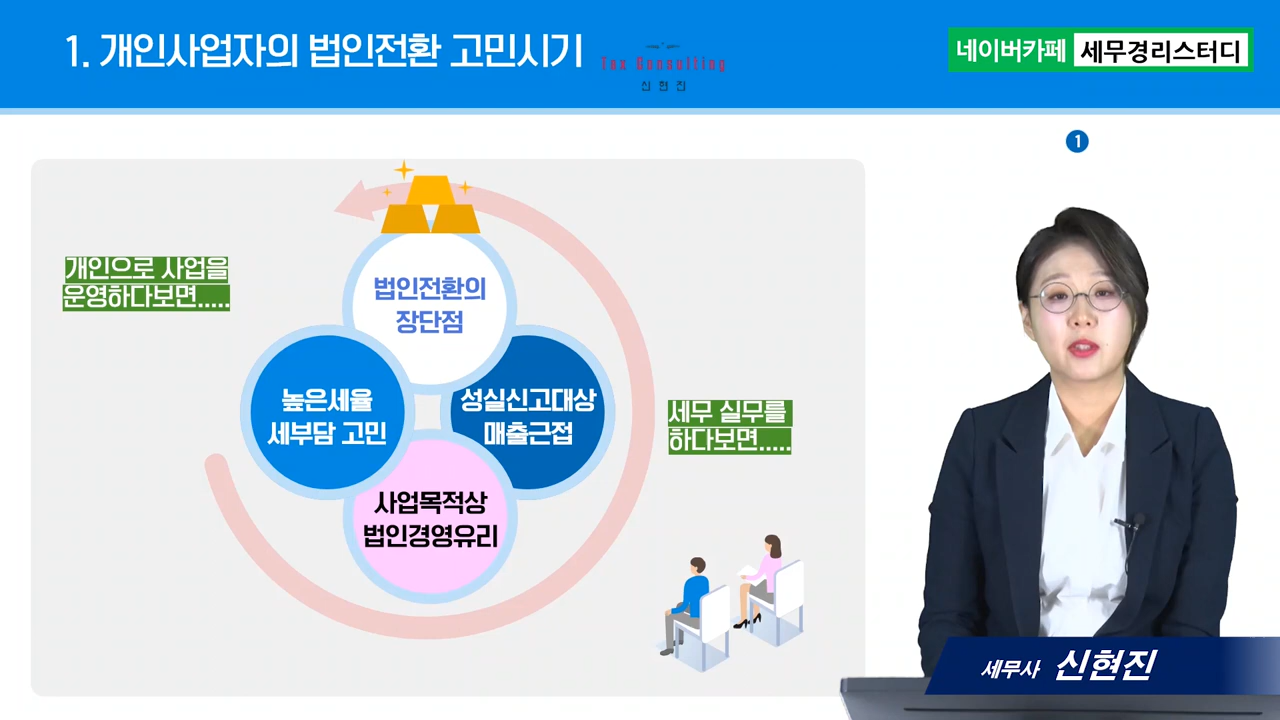 1. 개인사업자의 법인전환 고민시기
Tax Consulting
신현진
네이버카페 세무경리스터디
1
개인으로 사업을
운영하다보면.....
법인전환의
장단점
높은세율
세부담 고민
성실신고대상
매출근접
사업목적상
법인경영유리
세무 실무를
하다보면.....
세무사 신현진